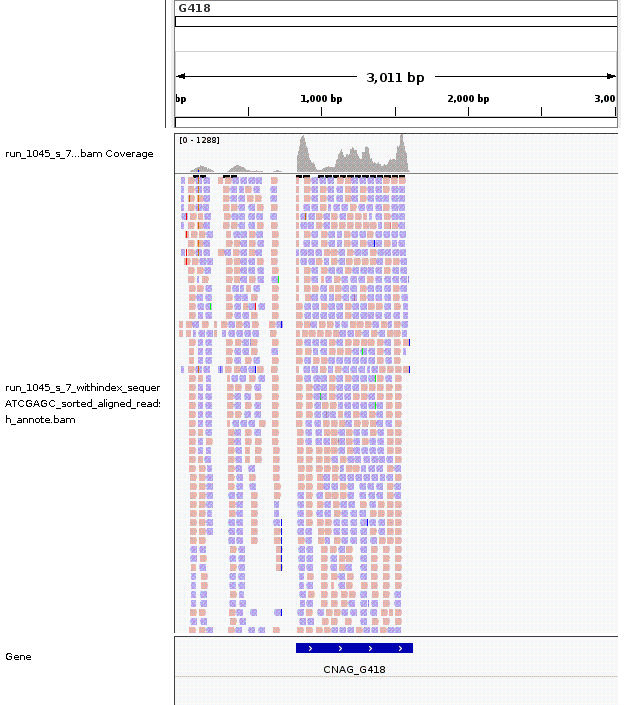 G418
3,011 bp
bp
1,000 bp
2,000 bp
3,00
[0 - 1288]
run_1045_s_7...bam Coverage
run_1045_s_7_withindex_sequer
ATCGAGC_sorted_aligned_read:
h_annote.bam
Gene
CNAG_G418